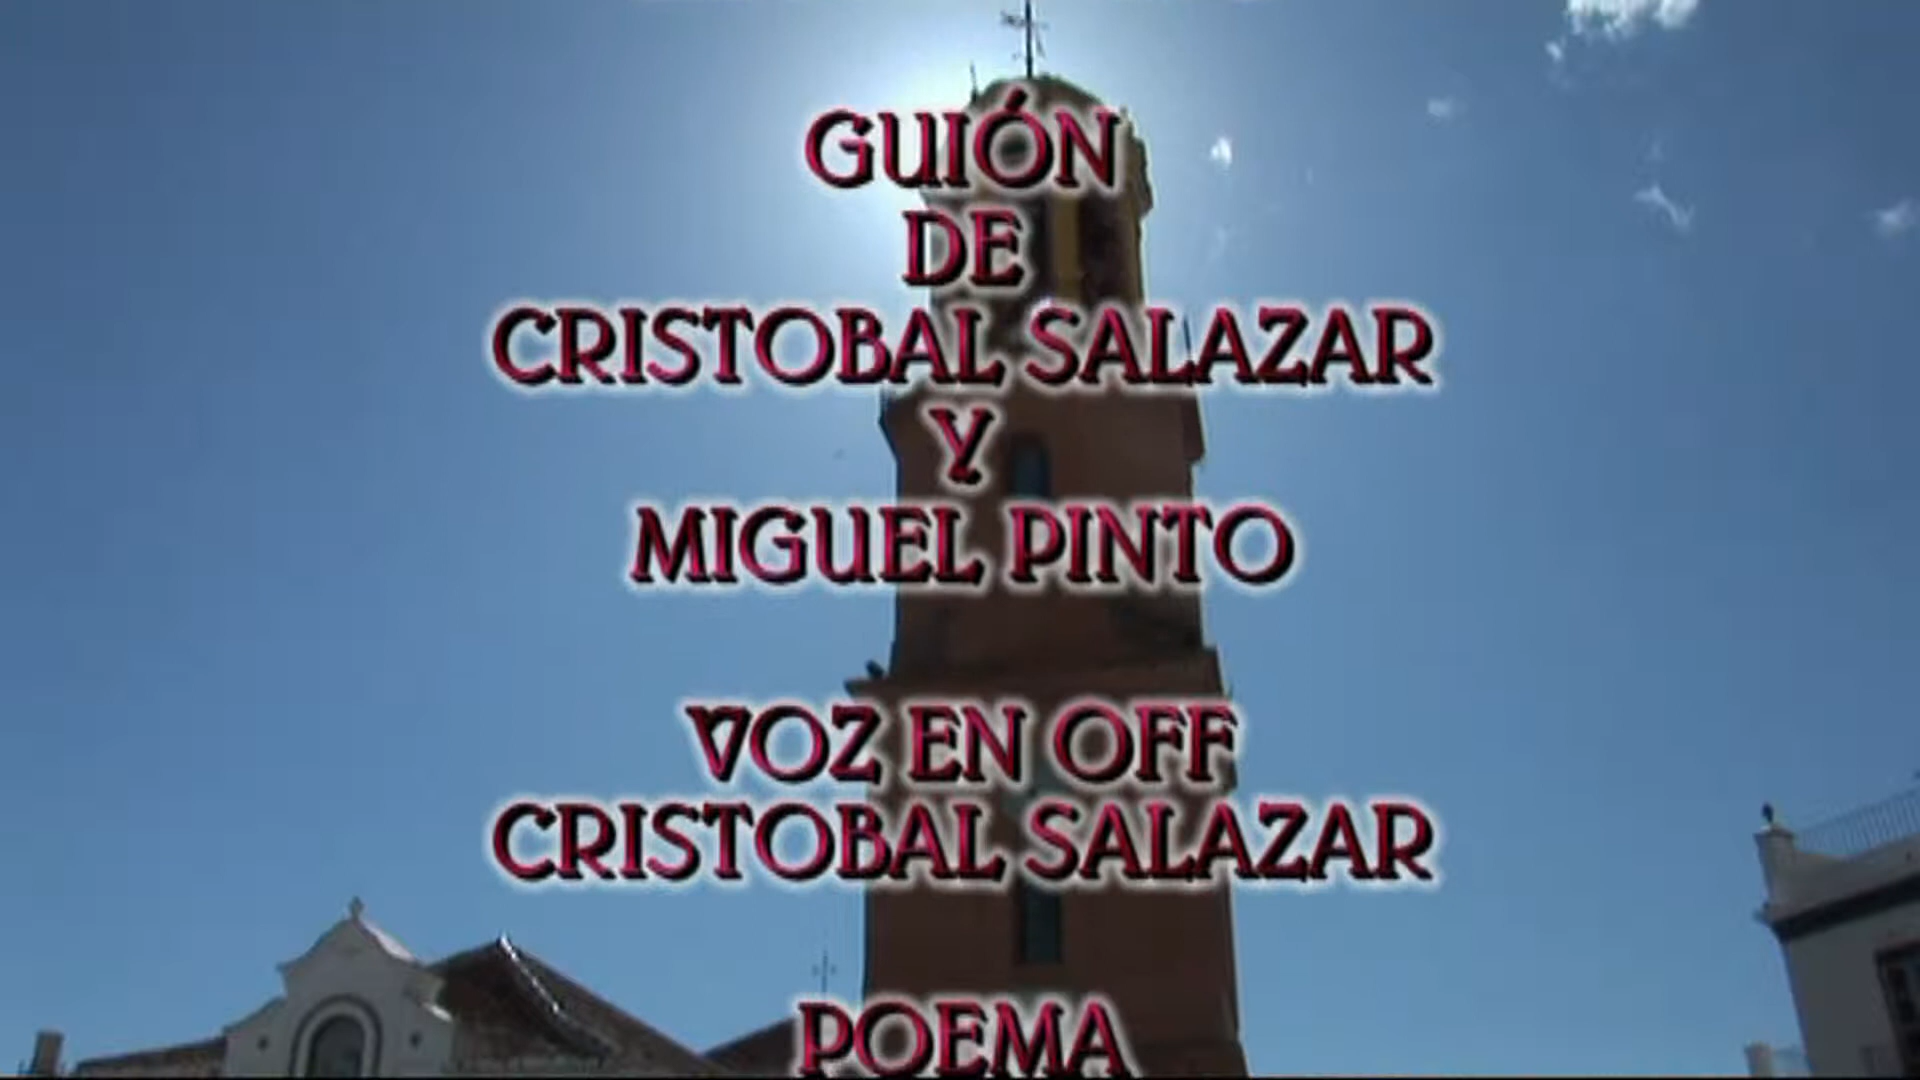 GUIÓN
DE
CRISTOBAL SALAZAR
Y
MIGUEL PINTO
VOZ EN OFF
CRISTOBAL SALAZAR
POEMA